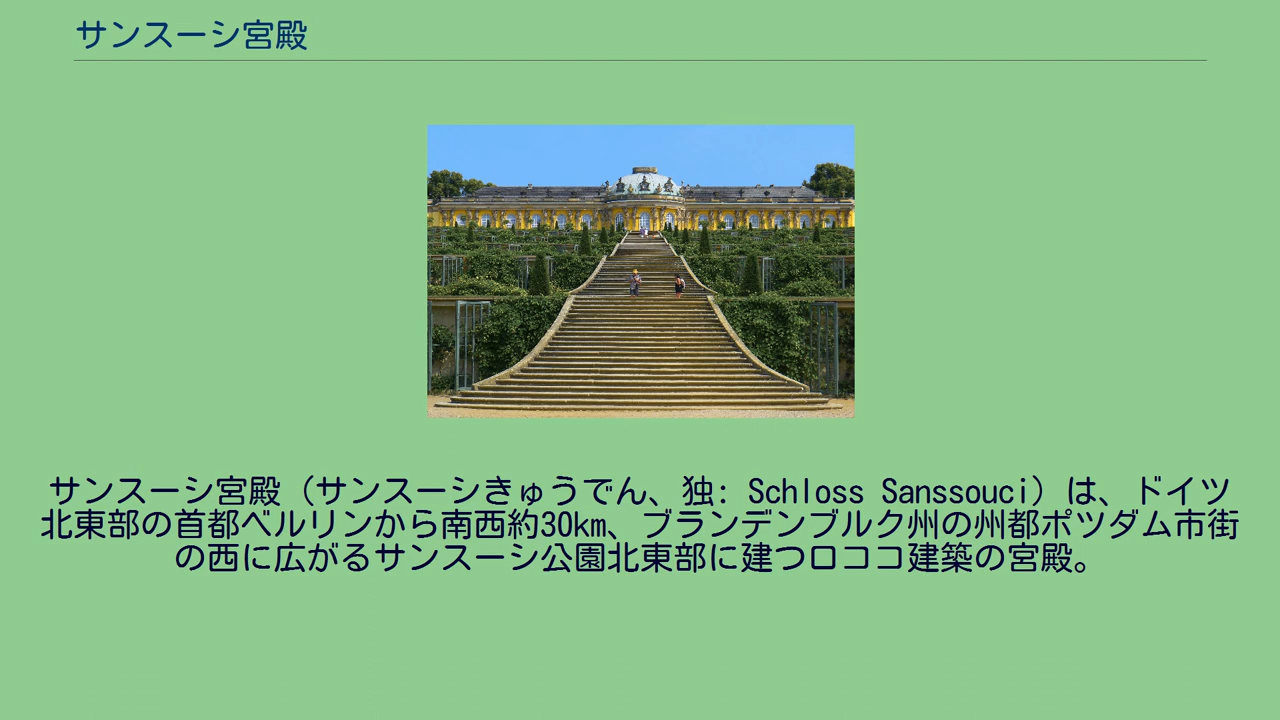 サンスーシ宮殿
サンスーシ宮殿（サンスーシきゅうでん、独: Schloss Sanssouci）は、ドイツ
北東部の首都ベルリンから南西約30km、ブランデンブルク州の州都ポツダム市街
の西に広がるサンスーシ公園北東部に建つロココ建築の宮殿。